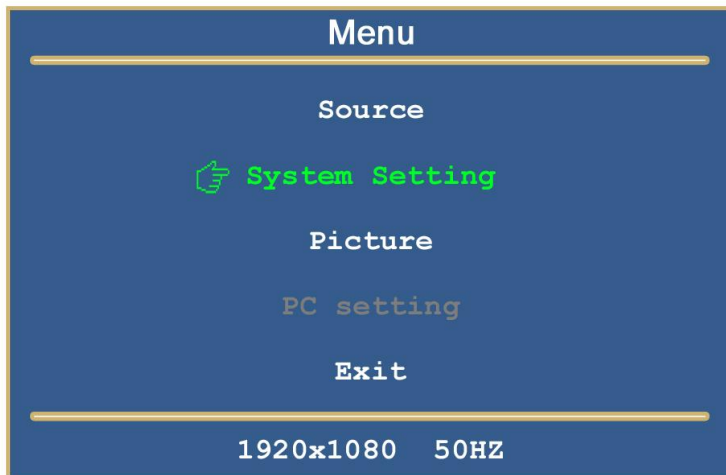 Menu
Source
System Setting
Picture
PC setting
Exit
1920x1080 50HZ